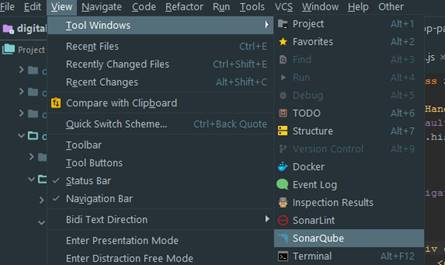 File Edit View Navigate Code Refactor Run Tools VCS Window Help Other
digital
Project
Tool Windows
Recent Files Ctrl+E
Recently Changed Files Ctrl+Shift+E
Recent Changes Alt+Shift+C
Compare with Clipboard
Quick Switch Scheme... Ctrl+Back Quote
Toolbar
Tool Buttons
Status Bar
Navigation Bar
Bidi Text Direction
Enter Presentation Mode
Enter Distraction Free Mode
Project Alt+1
Favorites Alt+2
Find Alt+3
Run Alt+4
Debug Alt+5
TODO Alt+6
Structure Alt+7
Version Control Alt+9
Docker
Event Log
Inspection Results
SonarLint
SonarQube
Terminal Alt+F12